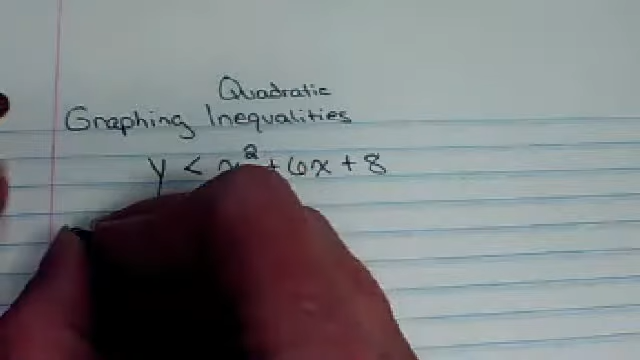 Quadratic
Graphing Inequalities
y < x² + 6x + 8